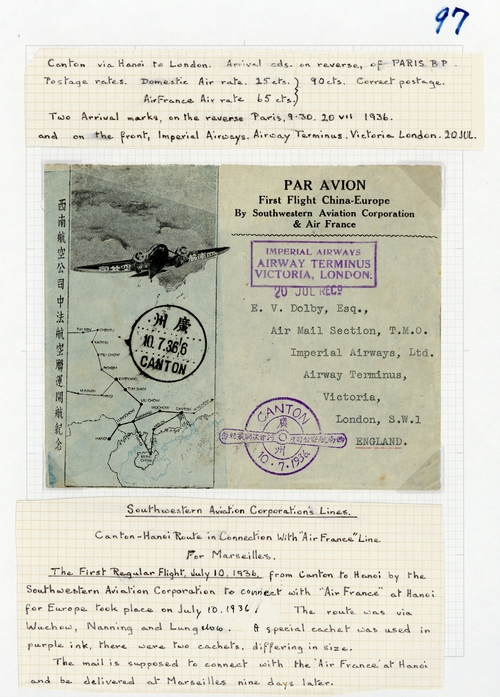 97
Canton via Hanoi to London. Arrival cds. on reverse, of PARIS B.P.
Postage rates. Domestic Air rate. 25cts.} 90cts. Correct postage.
AirFrance Air rate 65 cts.}
Two Arrival marks, on the reverse Paris, 9-30. 20 VII 1936.
and on the front, Imperial Airways. Airway Terminus. Victoria London. 20 JUL.
西南航空公司中法航空聯運開航紀念
廣州
10.7.36.6
CANTON
PAR AVION
First Flight China-Europe
By Southwestern Aviation Corporation
& Air France
IMPERIAL AIRWAYS
AIRWAY TERMINUS
VICTORIA, LONDON.
20 JUL RECD
E. V. Dolby, Esq.,
Air Mail Section, T.M.O.
Imperial Airways, Ltd.
Airway Terminus,
Victoria,
London, S.W.1
ENGLAND.
CANTON
廣
州
10・7・1936
Southwestern Aviation Corporation's Lines.
Canton-Hanoi Route in Connection With "Air France" Line
For Marseilles.
The First Regular Flight, July 10, 1936, from Canton to Hanoi by the
Southwestern Aviation Corporation to connect with "Air France" at Hanoi
for Europe took place on July 10, 1936. The route was via
Wuchow, Nanning and Lungchow. A special cachet was used in
purple ink, there were two cachets, differing in size.
The mail is supposed to connect with the 'Air France' at Hanoi
and be delivered at Marseilles nine days later.